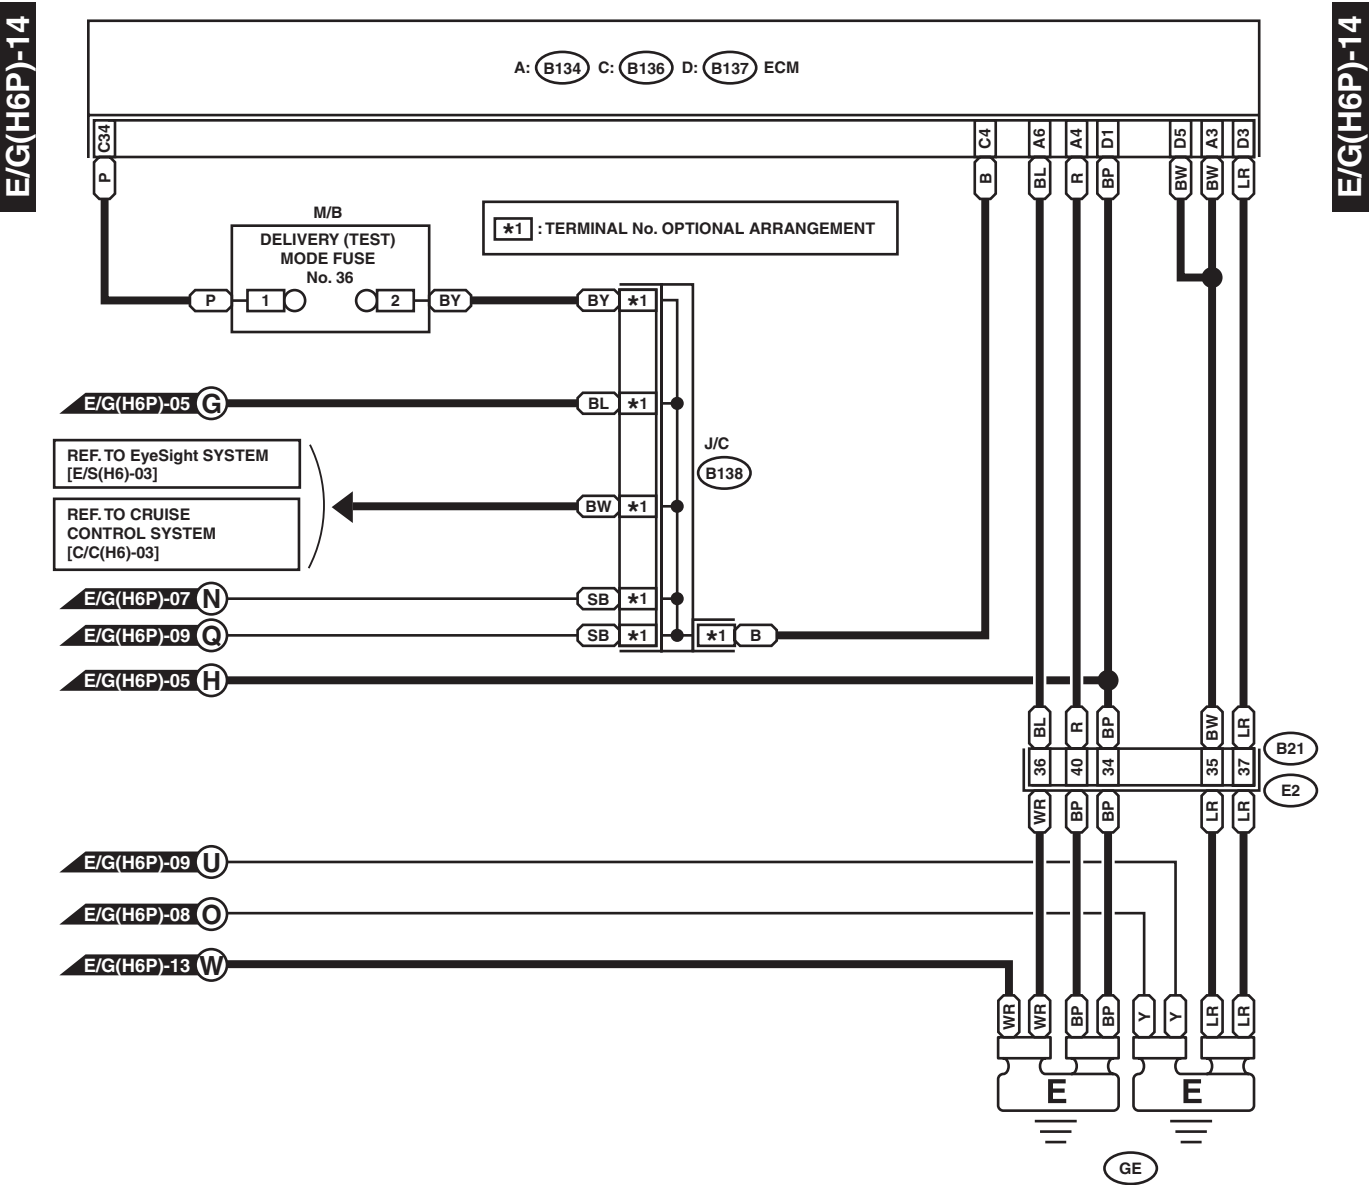 E/G(H6P)-14
E/G(H6P)-14
A: B134 C: B136 D: B137 ECM
C34 C4 A6 A4 D1 D5 A3 D3
P B BL R BP BW BW LR
M/B
DELIVERY (TEST)
MODE FUSE
No. 36
*1 : TERMINAL No. OPTIONAL ARRANGEMENT
P 1 2 BY BY *1
E/G(H6P)-05 G BL *1
J/C
B138
REF. TO EyeSight SYSTEM
[E/S(H6)-03]
REF. TO CRUISE
CONTROL SYSTEM
[C/C(H6)-03]
BW *1
E/G(H6P)-07 N SB *1
E/G(H6P)-09 Q SB *1 *1 B
E/G(H6P)-05 H
BL R BP BW LR
B21
36 40 34 35 37
E2
WR BP BP LR LR
E/G(H6P)-09 U
E/G(H6P)-08 O
E/G(H6P)-13 W
WR WR BP BP Y Y LR LR
E E
GE